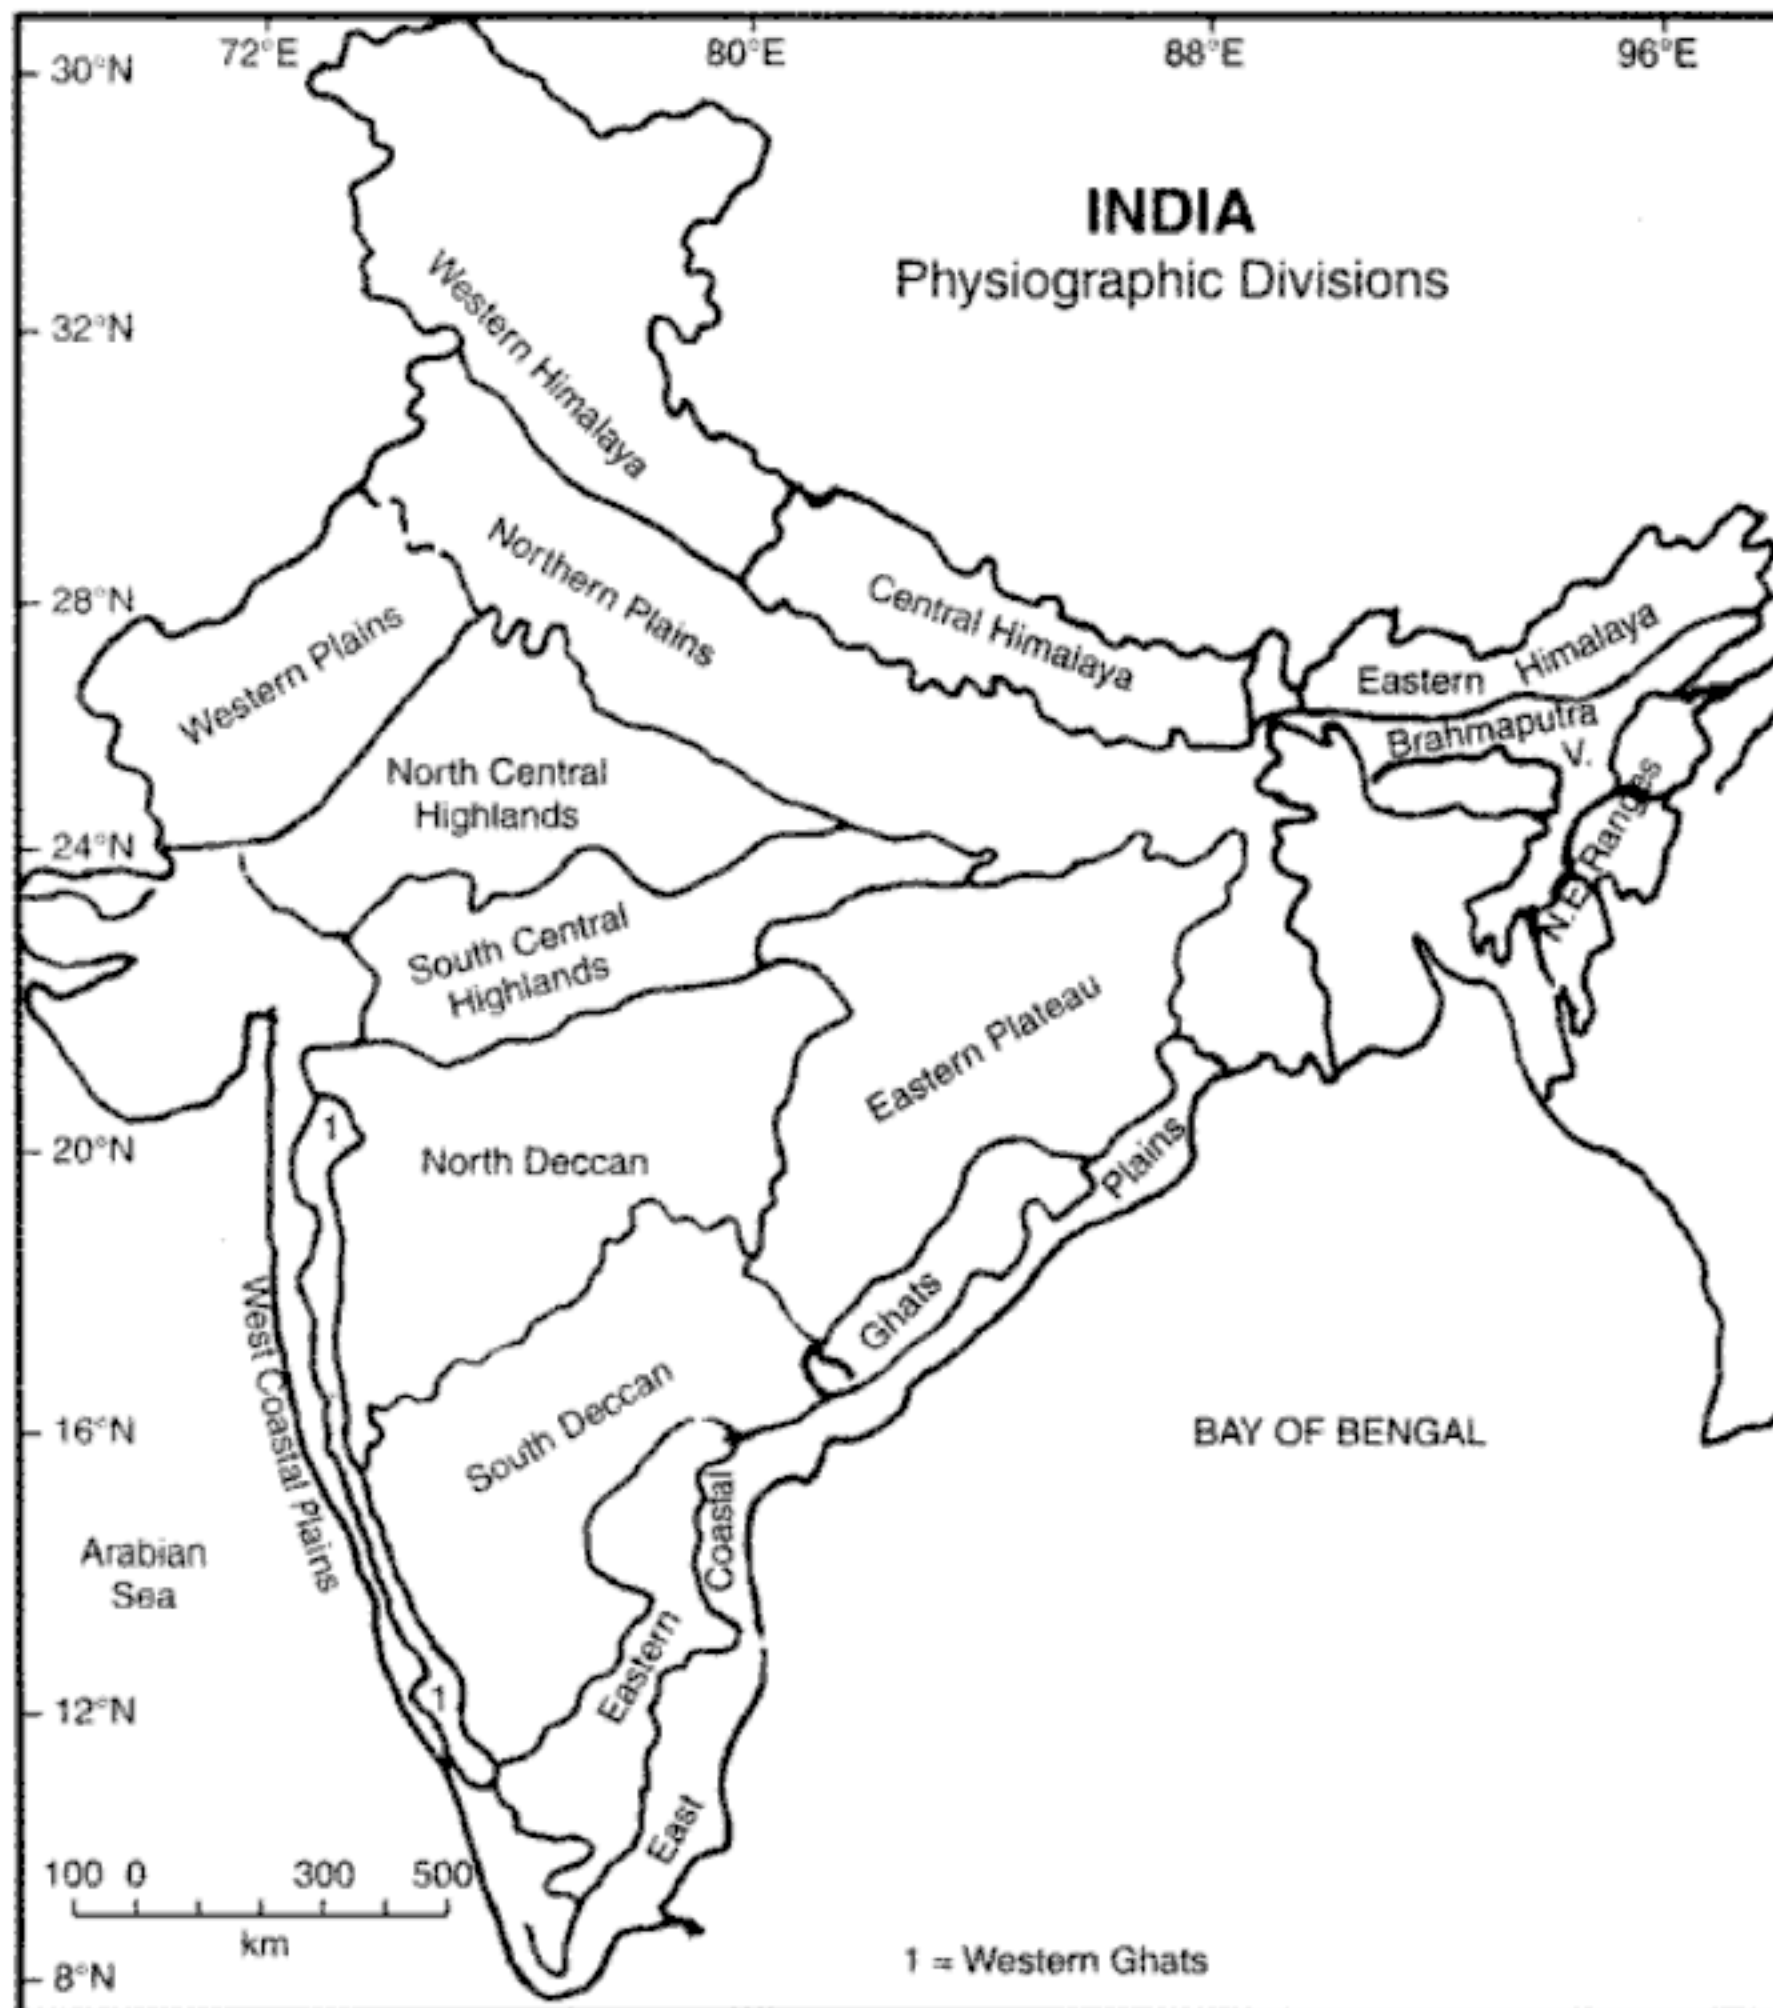 72°E 80°E 88°E 96°E
30°N
INDIA
Physiographic Divisions
32°N
Western Himalaya
Northern Plains
28°N
Central Himalaya
Western Plains
Eastern Himalaya
Brahmaputra
V.
North Central
Highlands
N.E. Ranges
24°N
South Central
Highlands
Eastern Plateau
1
20°N
North Deccan
Plains
Ghats
West Coastal Plains
South Deccan
16°N
BAY OF BENGAL
Coastal
Arabian
Sea
Eastern
1
12°N
East
100 0 300 500
km
1 = Western Ghats
8°N